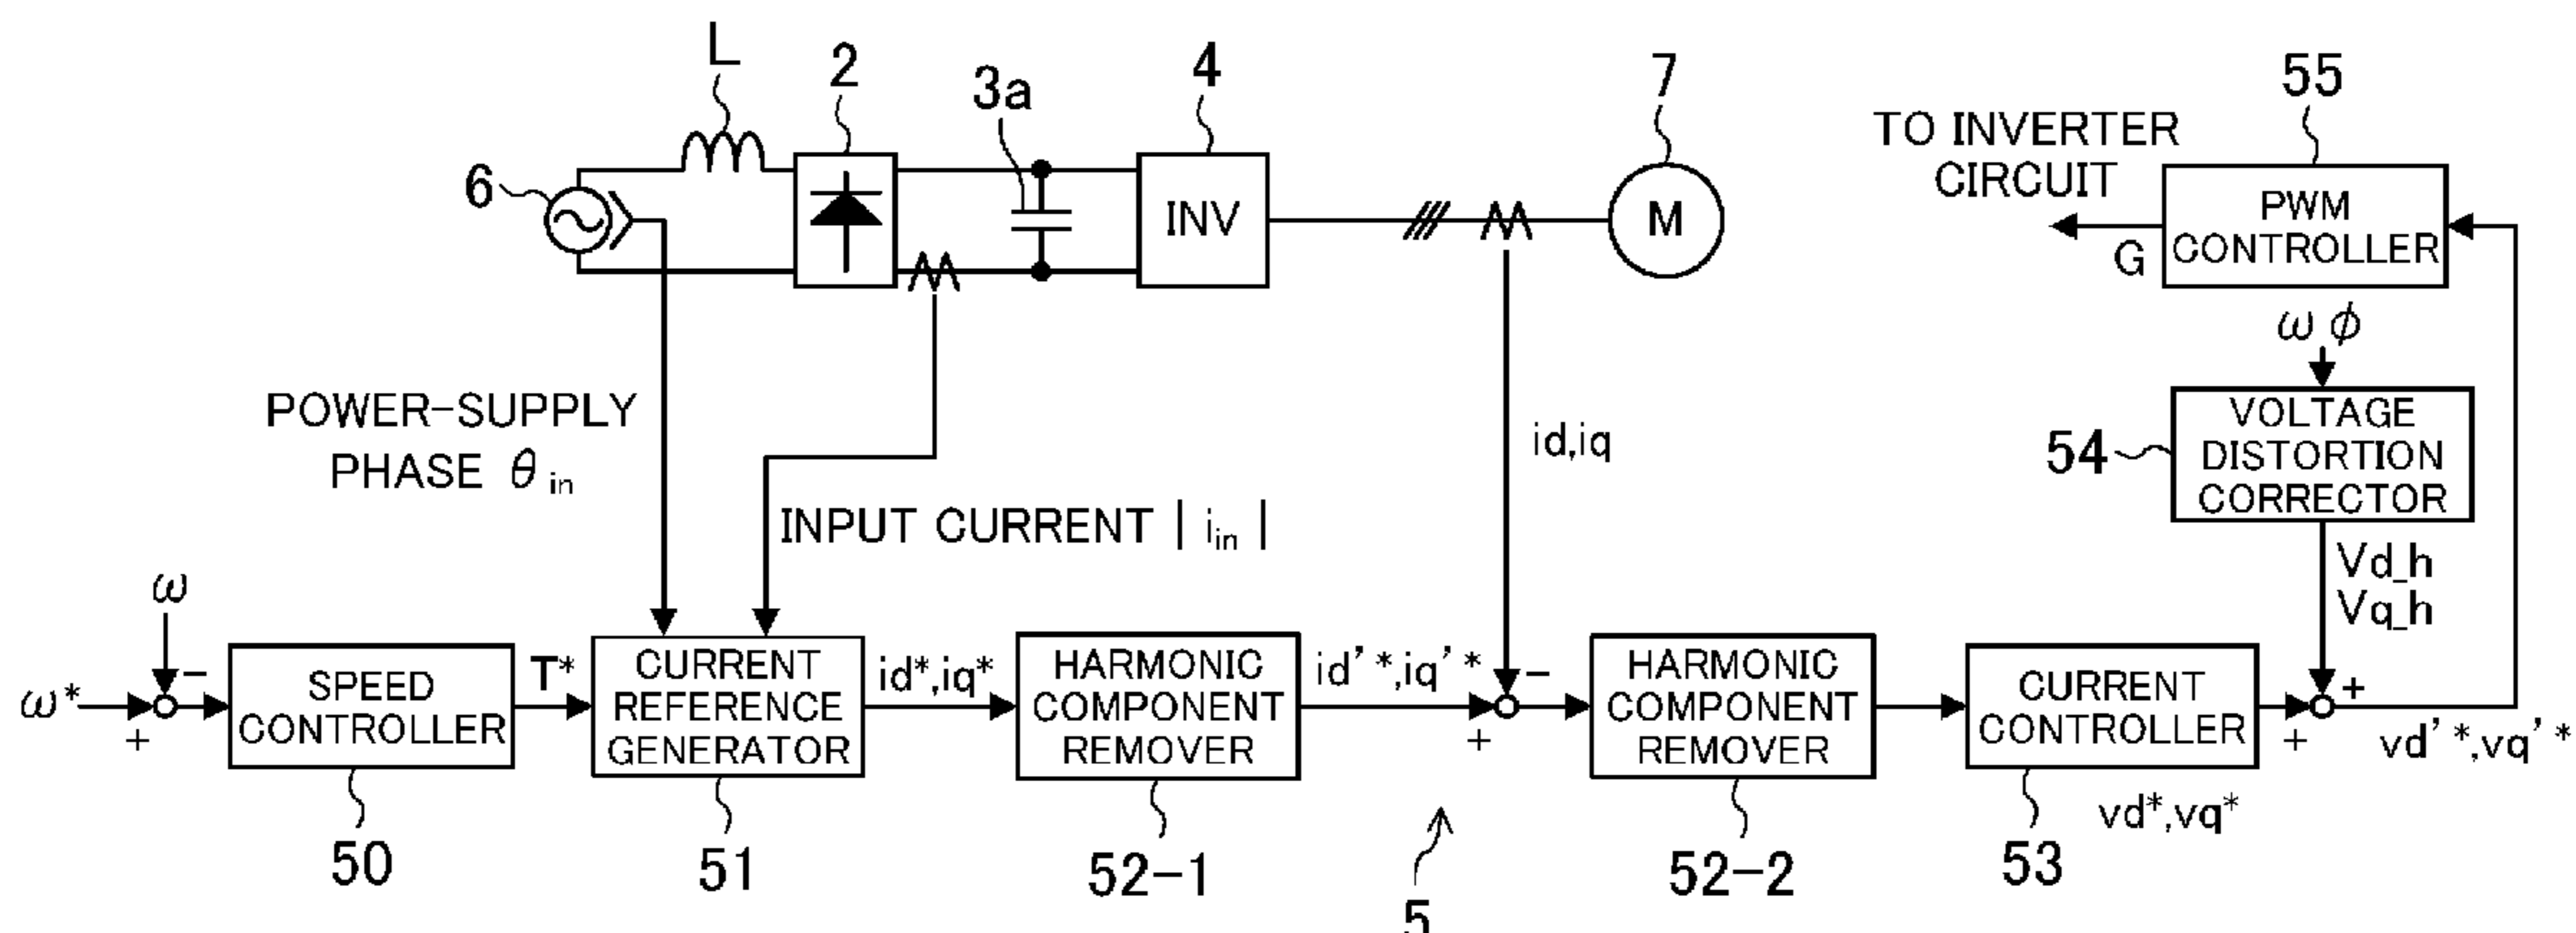 L
2
3a
4
7
55
6
INV
M
TO INVERTER
CIRCUIT
G
PWM
CONTROLLER
ω ϕ
POWER-SUPPLY
PHASE θin
INPUT CURRENT | iin |
id,iq
54
VOLTAGE
DISTORTION
CORRECTOR
Vd_h
Vq_h
ω
−
ω*
+
SPEED
CONTROLLER
T*
CURRENT
REFERENCE
GENERATOR
id*,iq*
HARMONIC
COMPONENT
REMOVER
id'*,iq'*
−
+
HARMONIC
COMPONENT
REMOVER
CURRENT
CONTROLLER
+
+
vd'*,vq'*
vd*,vq*
50
51
52-1
5
52-2
53